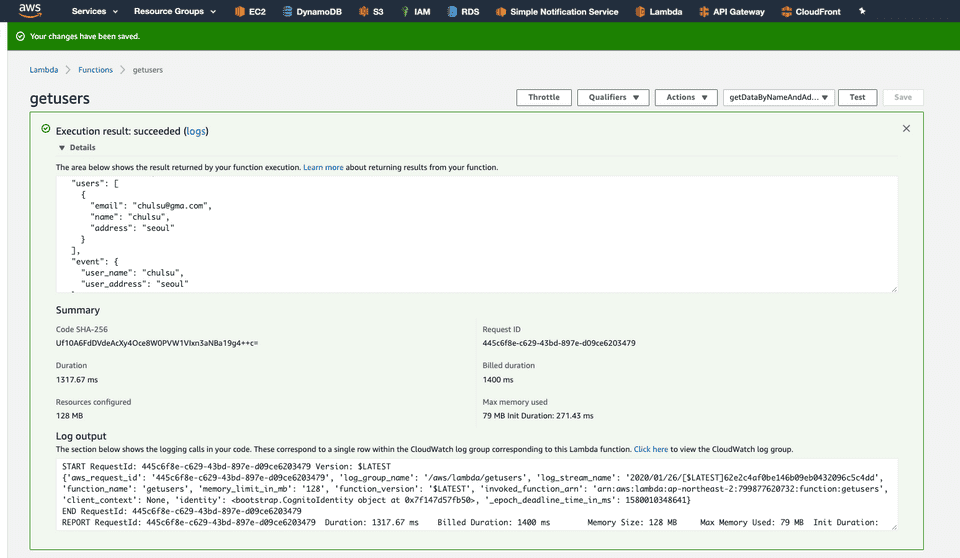 aws
Services Resource Groups EC2 DynamoDB S3 IAM RDS Simple Notification Service Lambda API Gateway CloudFront
Your changes have been saved.
Lambda Functions getusers
getusers
Throttle Qualifiers Actions getDataByNameAndAd... Test Save
Execution result: succeeded (logs)
Details
The area below shows the result returned by your function execution. Learn more about returning results from your function.
"users": [
{
"email": "chulsu@gma.com",
"name": "chulsu",
"address": "seoul"
}
],
"event": {
"user_name": "chulsu",
"user_address": "seoul"
Summary
Code SHA-256 Request ID
Uf10A6FdDVdeAcXy4Oce8W0PVW1VIxn3aNBa19g4++c= 445c6f8e-c629-43bd-897e-d09ce6203479
Duration Billed duration
1317.67 ms 1400 ms
Resources configured Max memory used
128 MB 79 MB Init Duration: 271.43 ms
Log output
The section below shows the logging calls in your code. These correspond to a single row within the CloudWatch log group corresponding to this Lambda function. Click here to view the CloudWatch log group.
START RequestId: 445c6f8e-c629-43bd-897e-d09ce6203479 Version: $LATEST
{'aws_request_id': '445c6f8e-c629-43bd-897e-d09ce6203479', 'log_group_name': '/aws/lambda/getusers', 'log_stream_name': '2020/01/26/[$LATEST]62e2c4af0be146b09eb0432096c5c4dd',
'function_name': 'getusers', 'memory_limit_in_mb': '128', 'function_version': '$LATEST', 'invoked_function_arn': 'arn:aws:lambda:ap-northeast-2:799877620732:function:getusers',
'client_context': None, 'identity': <bootstrap.CognitoIdentity object at 0x7f147d57fb50>, '_epoch_deadline_time_in_ms': 1580010348641}
END RequestId: 445c6f8e-c629-43bd-897e-d09ce6203479
REPORT RequestId: 445c6f8e-c629-43bd-897e-d09ce6203479 Duration: 1317.67 ms Billed Duration: 1400 ms Memory Size: 128 MB Max Memory Used: 79 MB Init Duration: